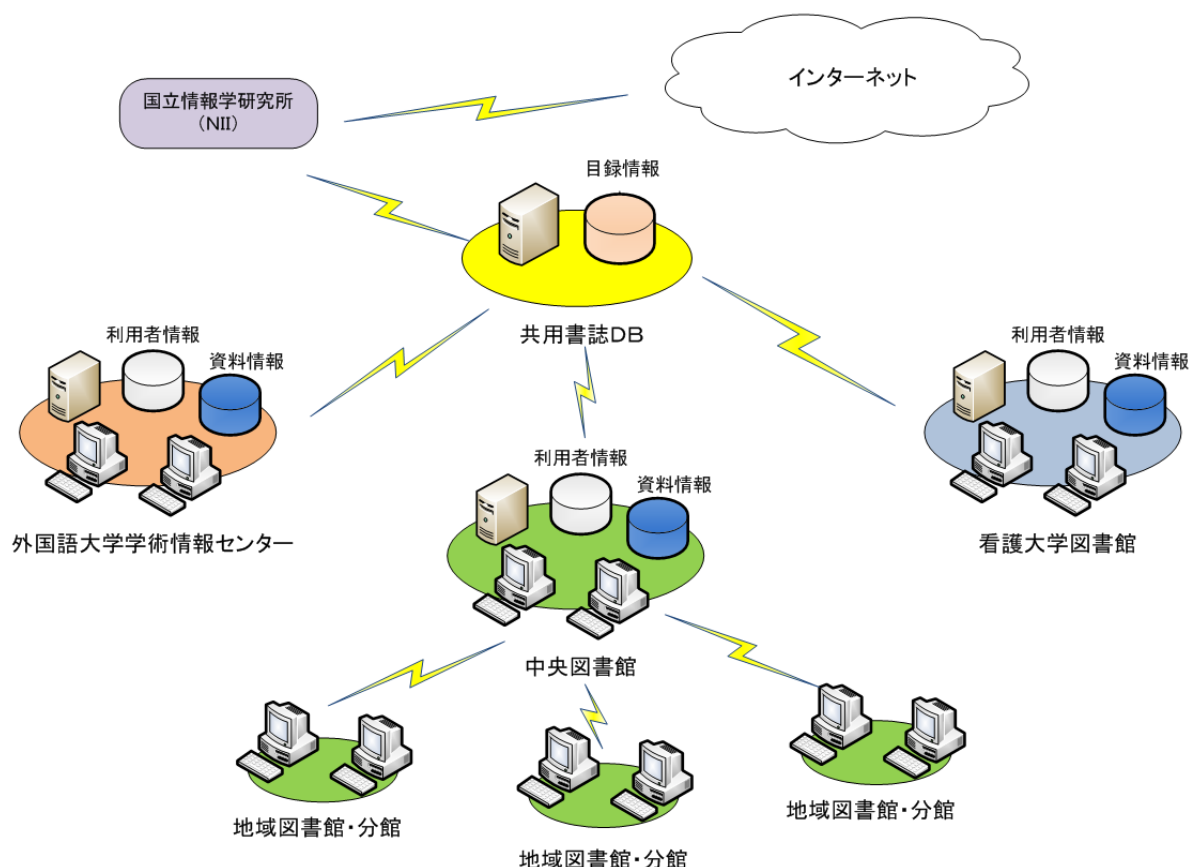 インターネット
国立情報学研究所
（NII）
目録情報
共用書誌DB
利用者情報
資料情報
外国語大学学術情報センター
利用者情報
資料情報
中央図書館
利用者情報
資料情報
看護大学図書館
地域図書館・分館
地域図書館・分館
地域図書館・分館